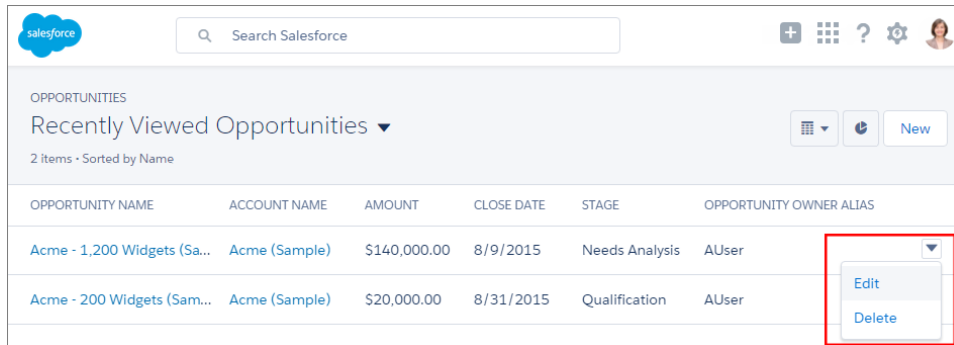 salesforce
Search Salesforce
OPPORTUNITIES
Recently Viewed Opportunities
2 items • Sorted by Name
New
OPPORTUNITY NAME ACCOUNT NAME AMOUNT CLOSE DATE STAGE OPPORTUNITY OWNER ALIAS
Acme - 1,200 Widgets (Sa... Acme (Sample) $140,000.00 8/9/2015 Needs Analysis AUser
Edit
Acme - 200 Widgets (Sam... Acme (Sample) $20,000.00 8/31/2015 Qualification AUser
Delete